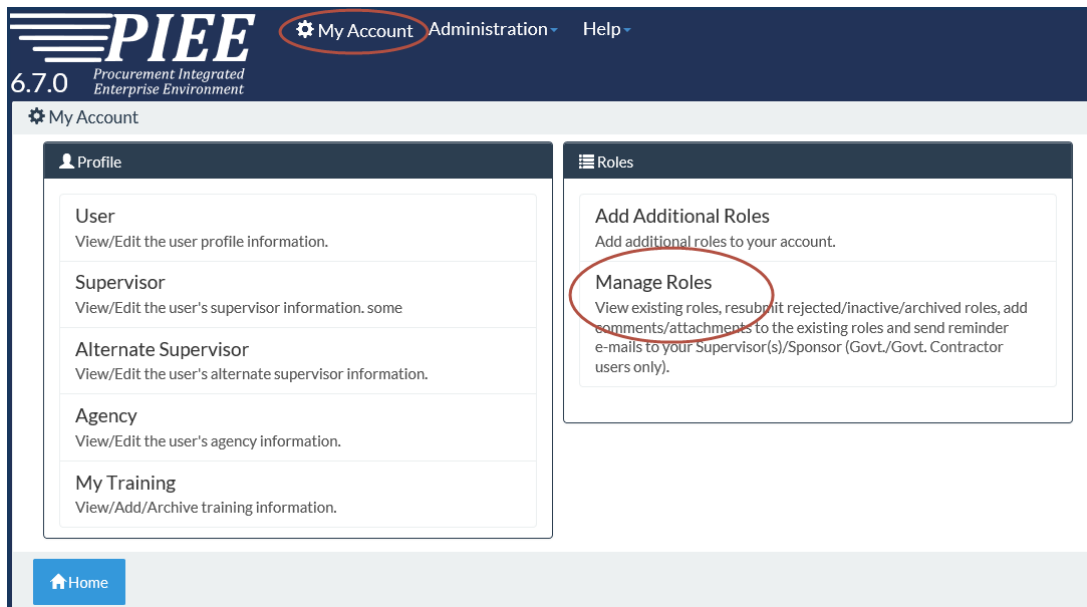 PIEE
My Account Administration Help
6.7.0
Procurement Integrated
Enterprise Environment
My Account
Profile
User
View/Edit the user profile information.
Supervisor
View/Edit the user's supervisor information. some
Alternate Supervisor
View/Edit the user's alternate supervisor information.
Agency
View/Edit the user's agency information.
My Training
View/Add/Archive training information.
Roles
Add Additional Roles
Add additional roles to your account.
Manage Roles
View existing roles, resubmit rejected/inactive/archived roles, add
comments/attachments to the existing roles and send reminder
e-mails to your Supervisor(s)/Sponsor (Govt./Govt. Contractor
users only).
Home